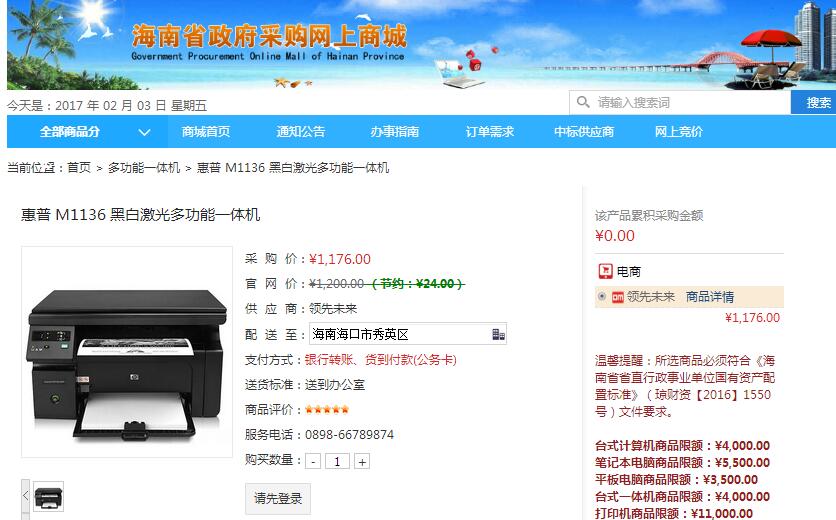 海南省政府采购网上商城
Government Procurement Online Mall of Hainan Province
今天是：2017 年 02 月 03 日 星期五
请输入搜索词
搜索
全部商品分
商城首页
通知公告
办事指南
订单需求
中标供应商
网上竞价
当前位置：首页 > 多功能一体机 > 惠普 M1136 黑白激光多功能一体机
惠普 M1136 黑白激光多功能一体机
采 购 价：¥1,176.00
官 网 价：¥1,200.00（节约：¥24.00）
供 应 商：领先未来
配 送 至：海南海口市秀英区
支付方式：银行转账、货到付款(公务卡)
送货标准：送到办公室
商品评价：
服务电话：0898-66789874
购买数量： - 1 +
请先登录
该产品累积采购金额
¥0.00
电商
领先未来 商品详情
¥1,176.00
温馨提醒：所选商品必须符合《海
南省省直行政事业单位国有资产配
置标准》（琼财资【2016】1550
号）文件要求。
台式计算机商品限额：¥4,000.00
笔记本电脑商品限额：¥5,500.00
平板电脑商品限额：¥3,500.00
台式一体机商品限额：¥4,000.00
打印机商品限额：¥11,000.00